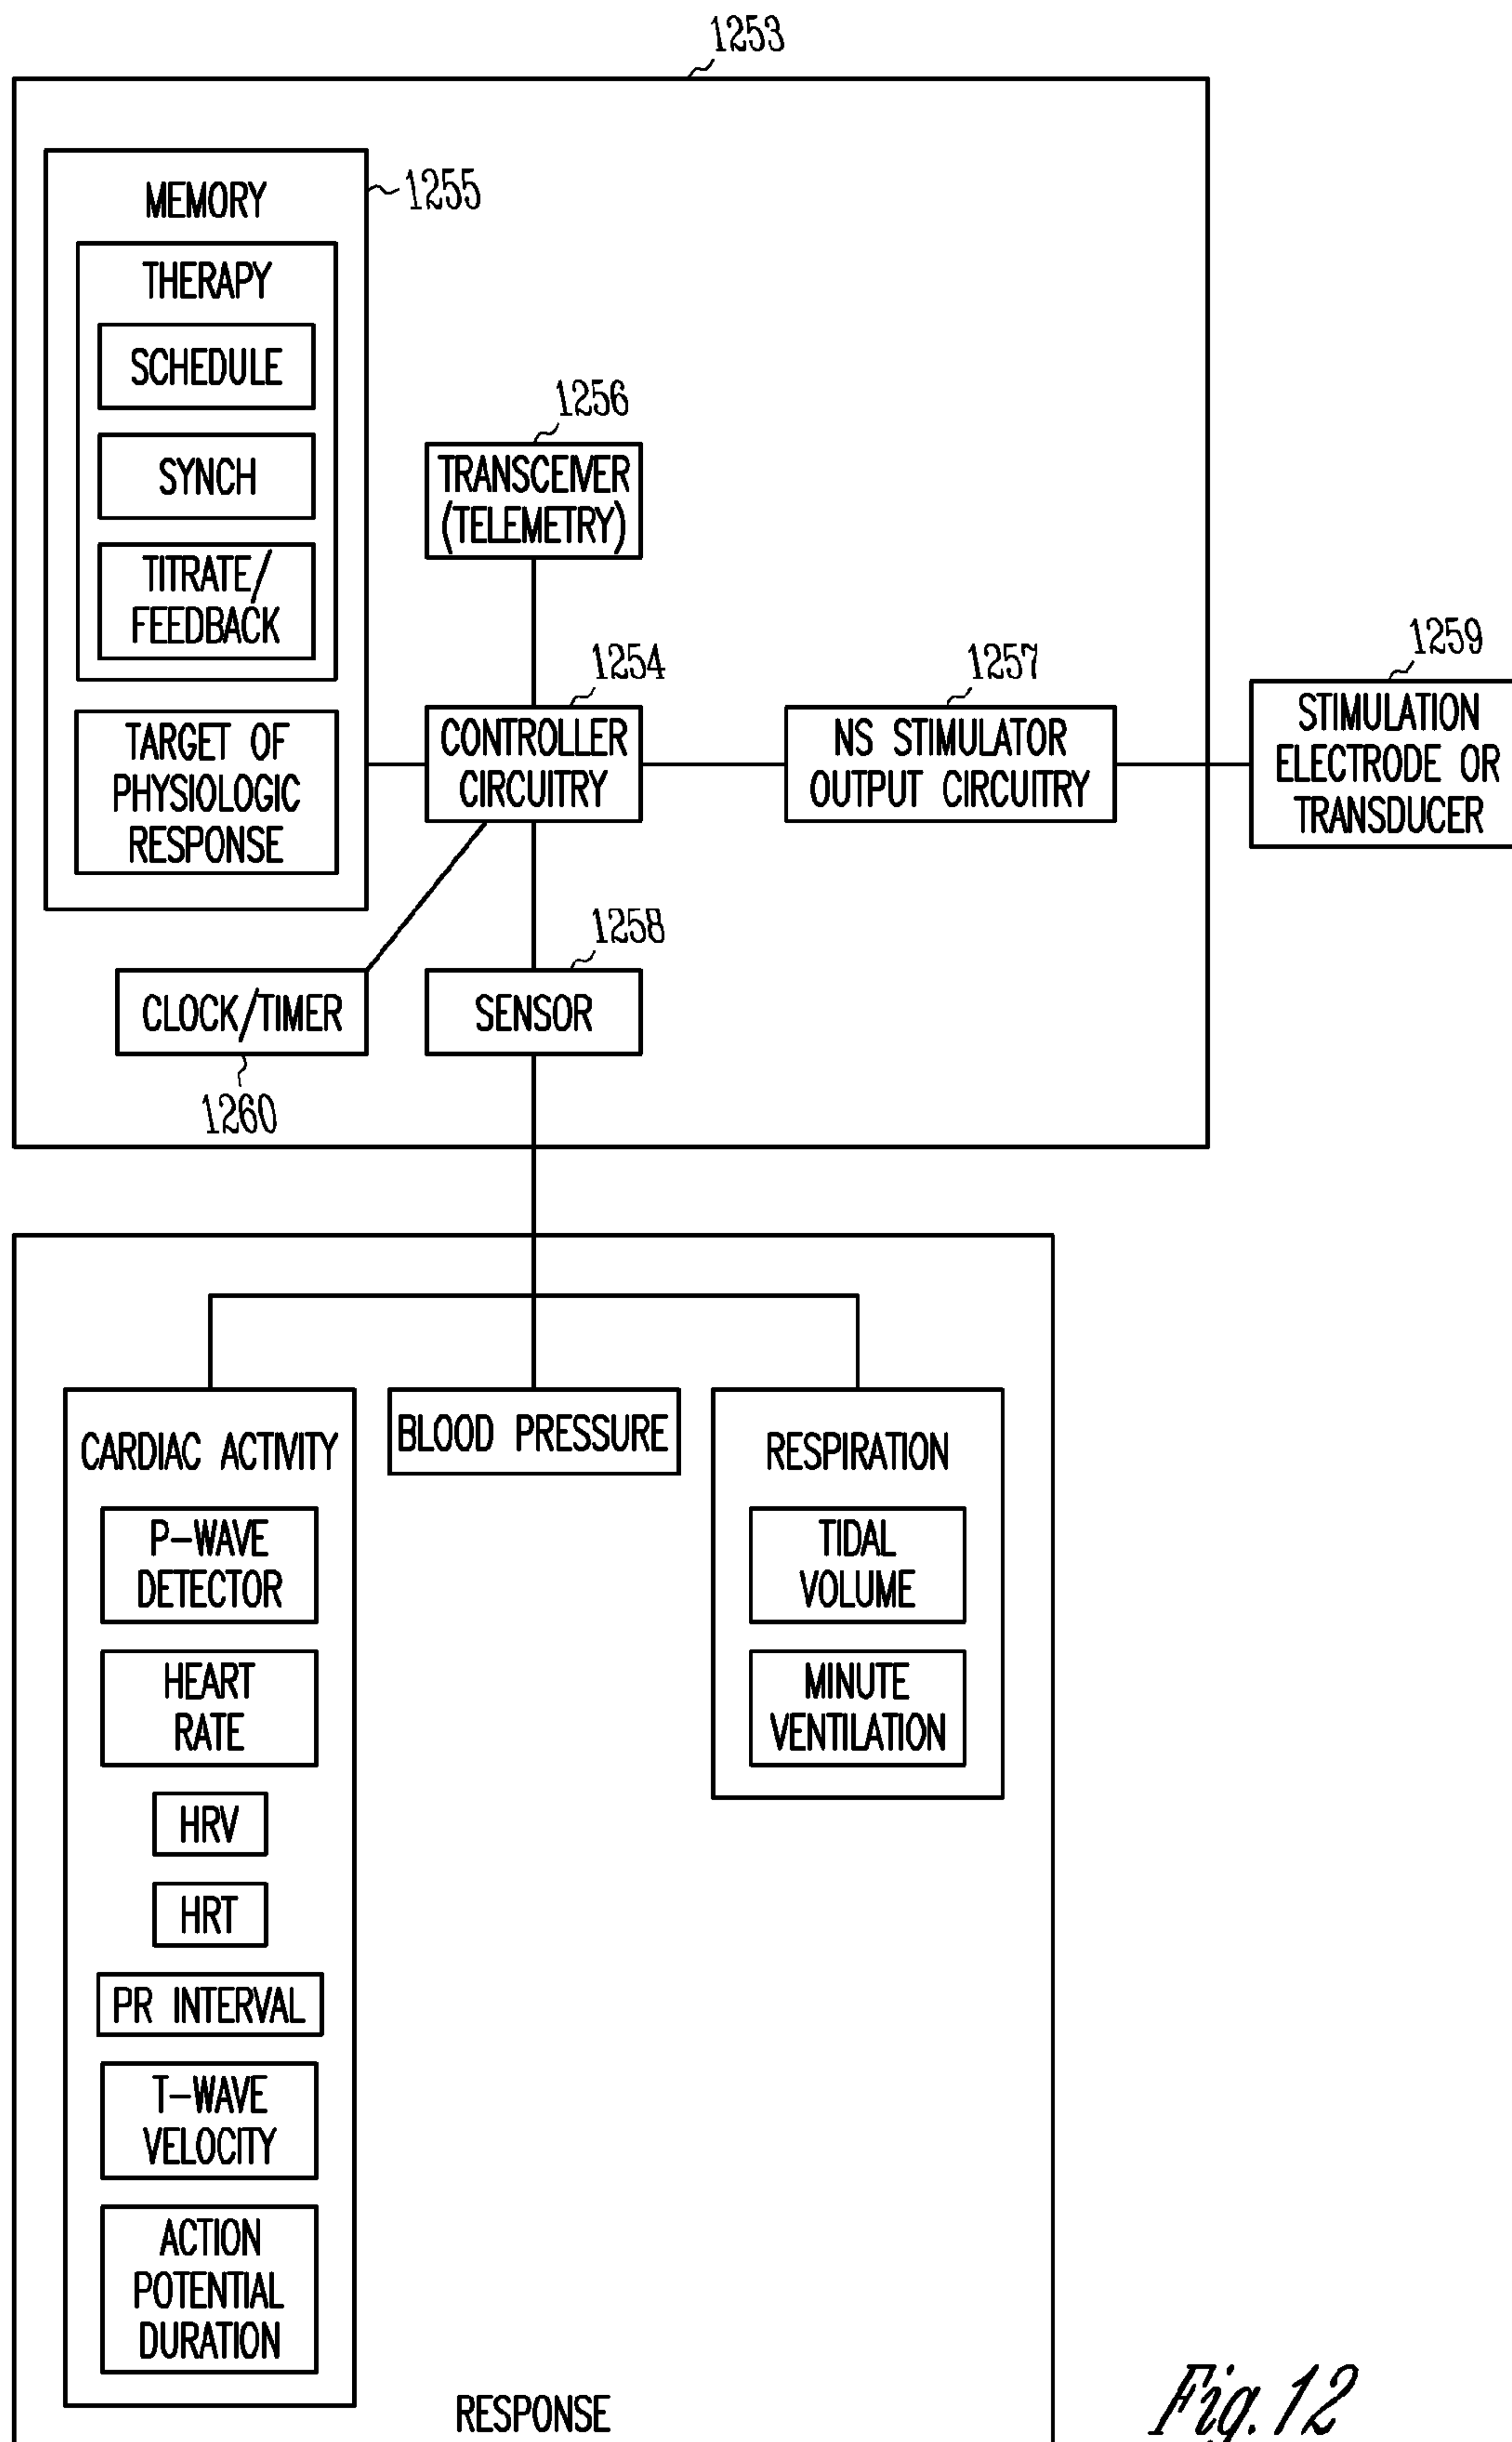 1253
MEMORY
1255
THERAPY
SCHEDULE
SYNCH
TITRATE/
FEEDBACK
TARGET OF
PHYSIOLOGIC
RESPONSE
1256
TRANSCEIVER
(TELEMETRY)
1254
CONTROLLER
CIRCUITRY
1257
NS STIMULATOR
OUTPUT CIRCUITRY
1259
STIMULATION
ELECTRODE OR
TRANSDUCER
1258
SENSOR
CLOCK/TIMER
1260
CARDIAC ACTIVITY
P-WAVE
DETECTOR
HEART
RATE
HRV
HRT
PR INTERVAL
T-WAVE
VELOCITY
ACTION
POTENTIAL
DURATION
BLOOD PRESSURE
RESPIRATION
TIDAL
VOLUME
MINUTE
VENTILATION
RESPONSE
Fig. 12